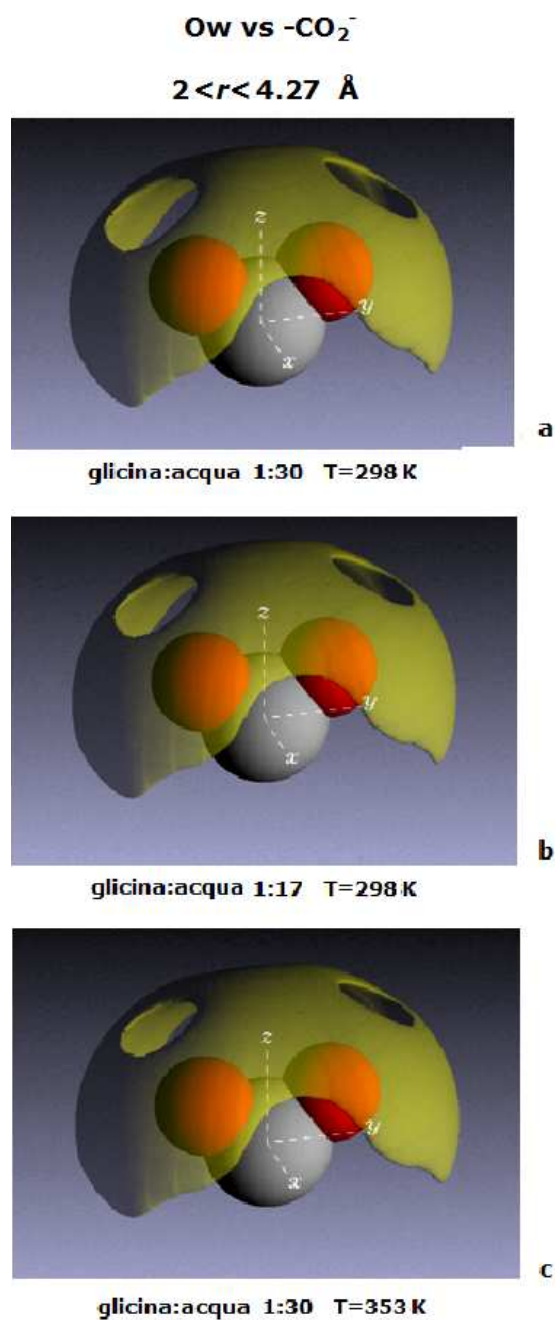 Ow vs -CO₂⁻
2<r<4.27 Å
z
y
x
a
glicina:acqua 1:30 T=298 K
z
y
x
b
glicina:acqua 1:17 T=298 K
z
y
x
c
glicina:acqua 1:30 T=353 K